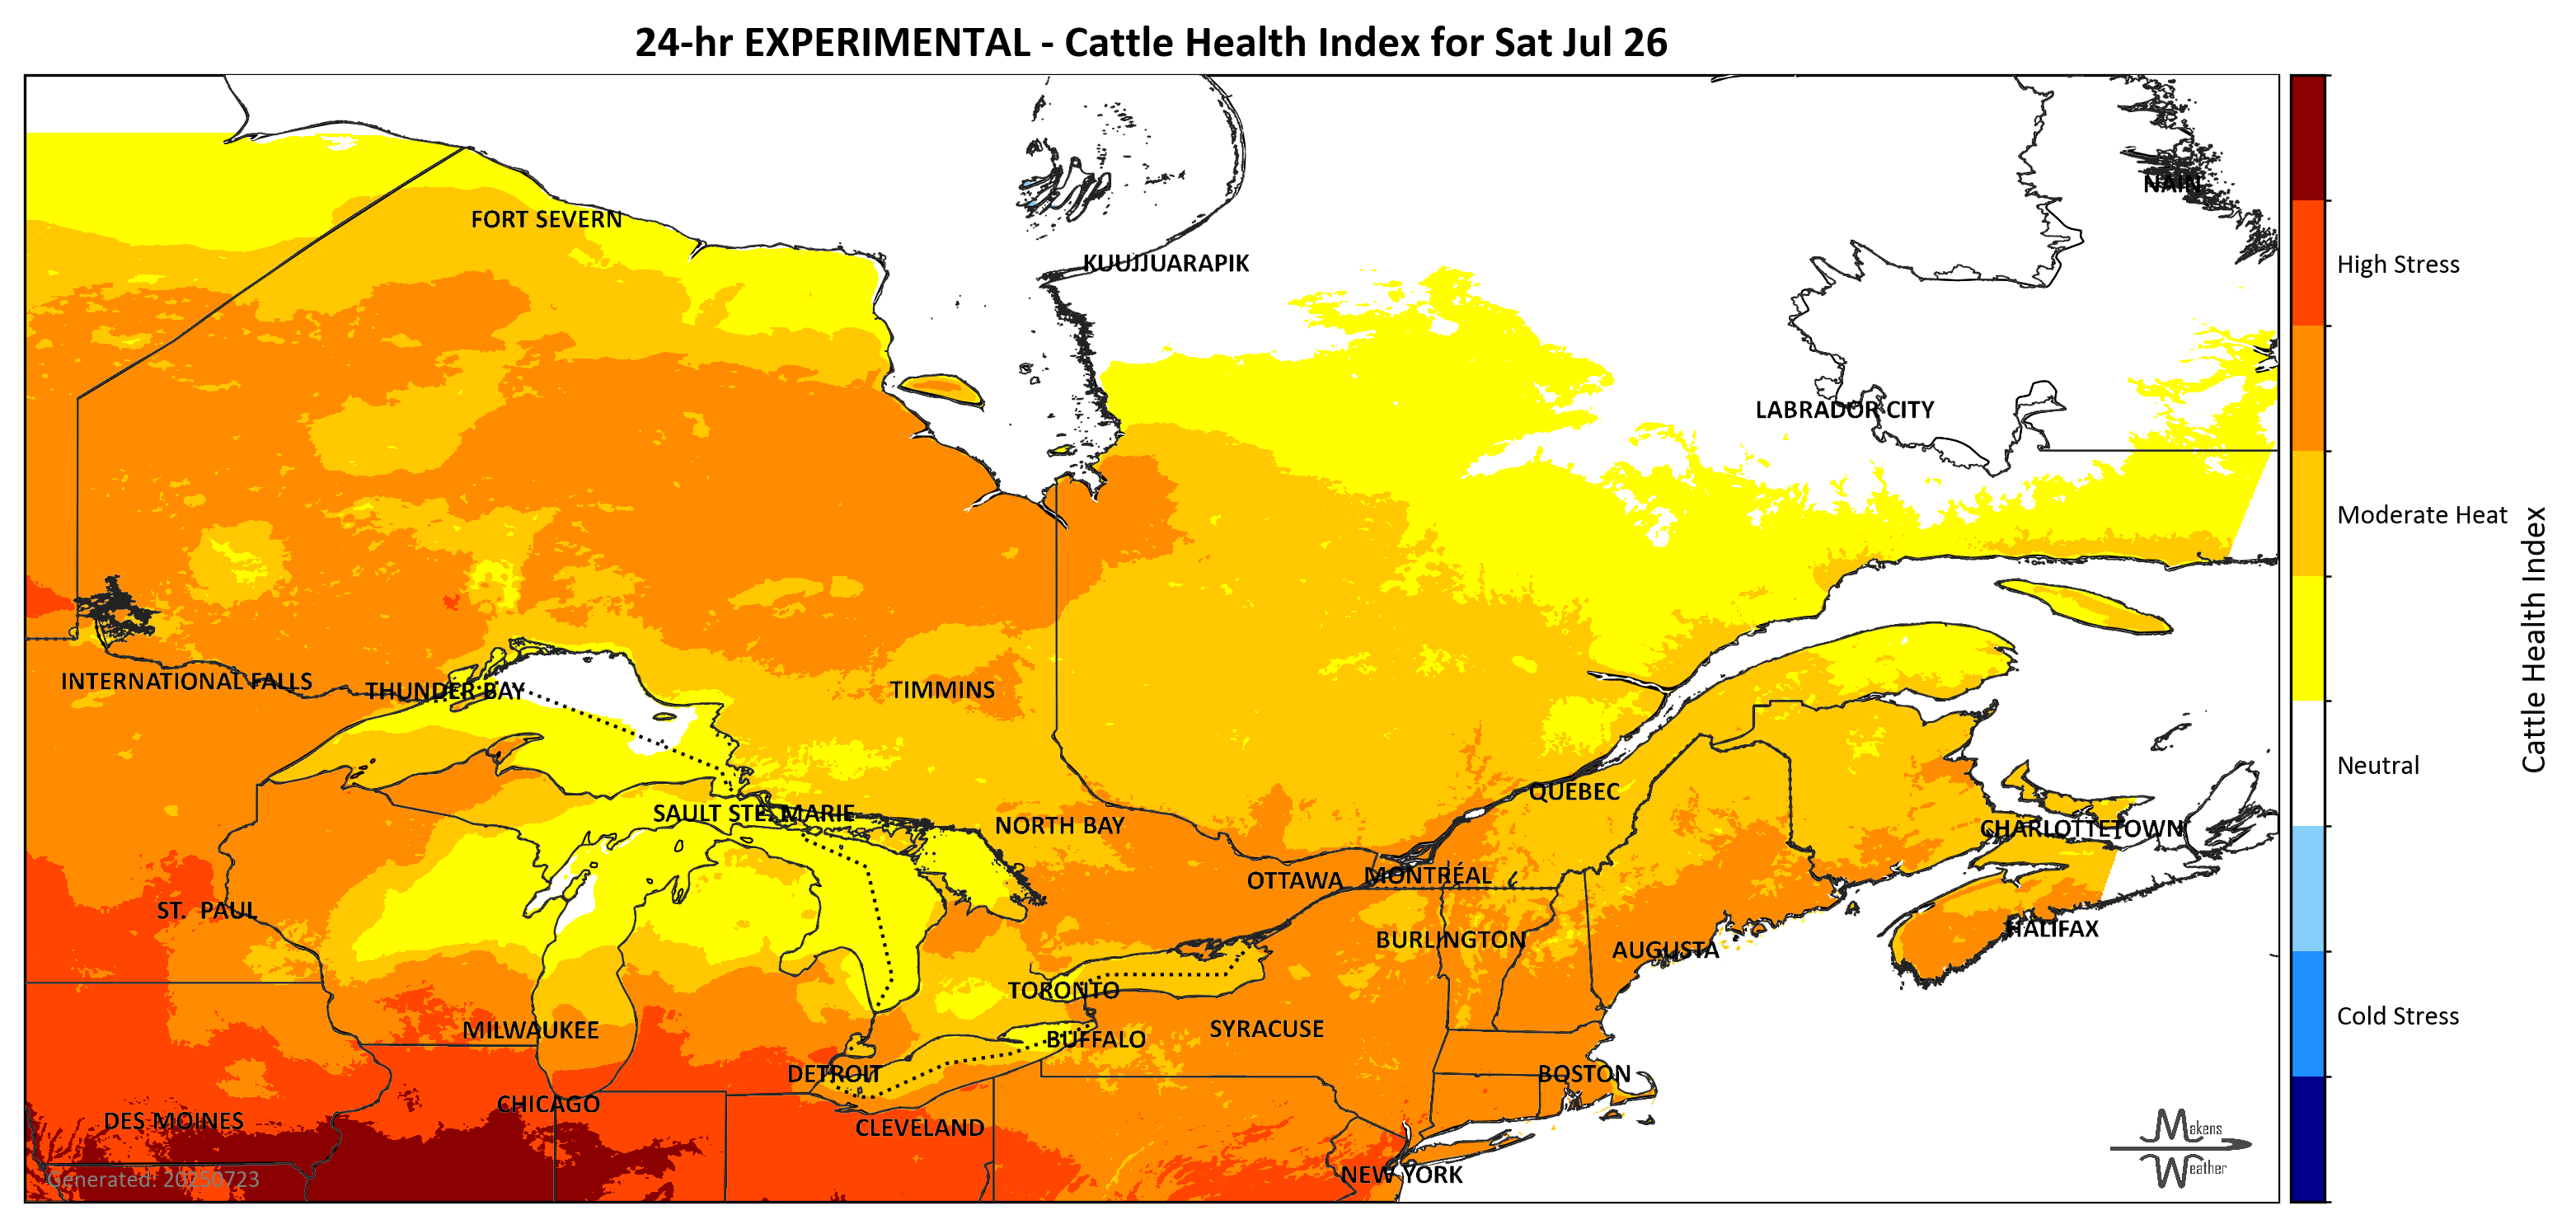 24-hr EXPERIMENTAL - Cattle Health Index for Sat Jul 26
NAIN
FORT SEVERN
KUUJJUARAPIK
High Stress
LABRADOR CITY
Moderate Heat
Cattle Health Index
INTERNATIONAL FALLS
THUNDER BAY
TIMMINS
Neutral
QUEBEC
SAULT STE. MARIE
NORTH BAY
CHARLOTTETOWN
OTTAWA
MONTRÉAL
ST. PAUL
HALIFAX
BURLINGTON
AUGUSTA
TORONTO
Cold Stress
MILWAUKEE
SYRACUSE
BUFFALO
DETROIT
BOSTON
CHICAGO
DES MOINES
CLEVELAND
Makens
Weather
NEW YORK
Generated: 20250723